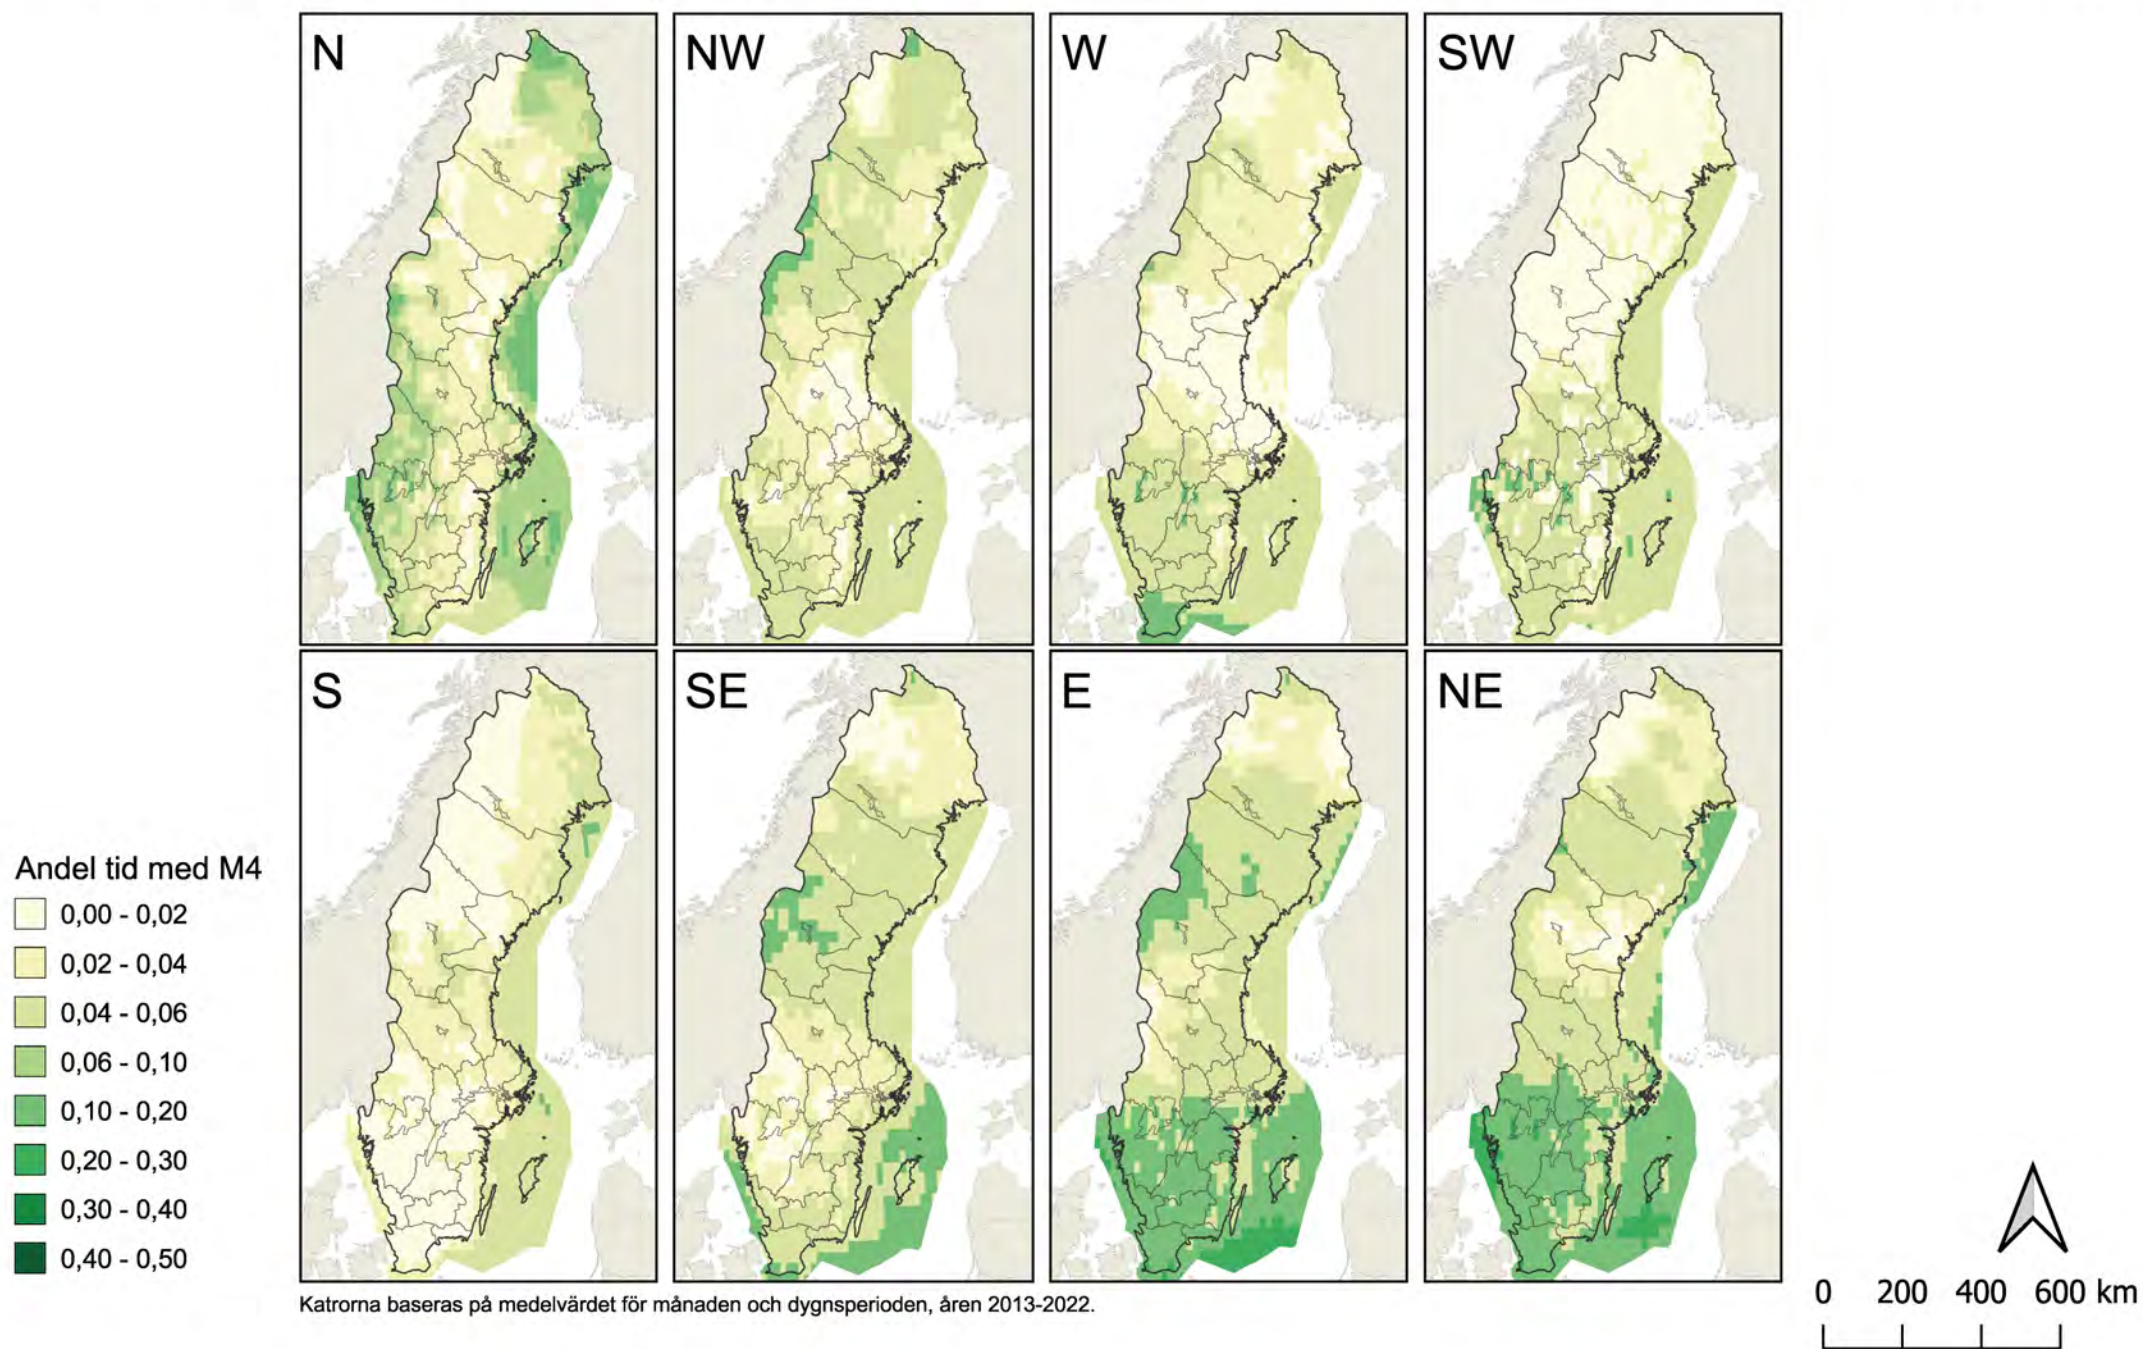 N
NW
W
SW
S
SE
E
NE
Andel tid med M4
0,00 - 0,02
0,02 - 0,04
0,04 - 0,06
0,06 - 0,10
0,10 - 0,20
0,20 - 0,30
0,30 - 0,40
0,40 - 0,50
Katrorna baseras på medelvärdet för månaden och dygnsperioden, åren 2013-2022.
0 200 400 600 km